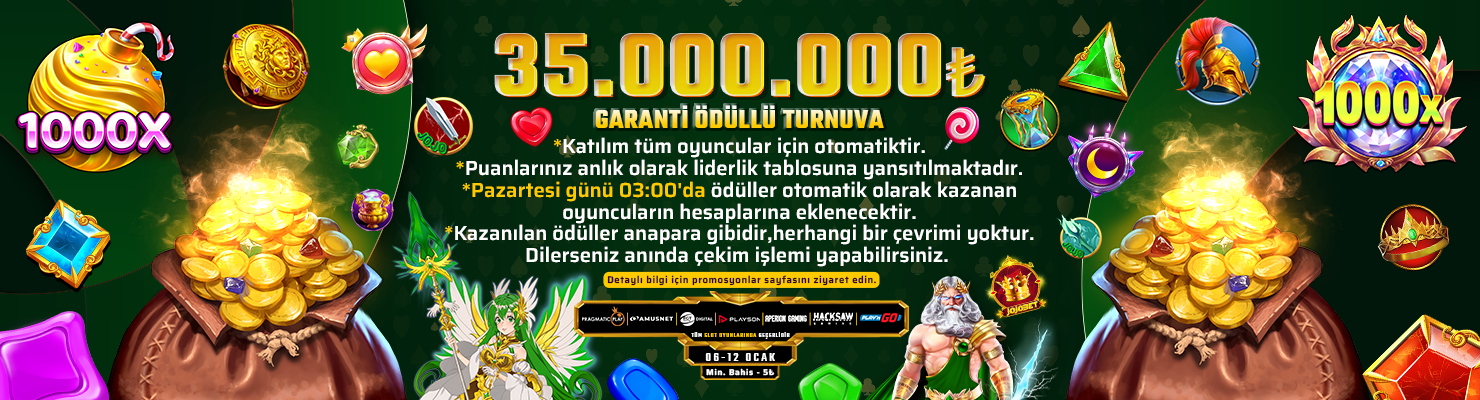 35.000.000₺
GARANTİ ÖDÜLLÜ TURNUVA
*Katılım tüm oyuncular için otomatiktir.
*Puanlarınız anlık olarak liderlik tablosuna yansıtılmaktadır.
*Pazartesi günü 03:00'da ödüller otomatik olarak kazanan
oyuncuların hesaplarına eklenecektir.
*Kazanılan ödüller anapara gibidir,herhangi bir çevrimi yoktur.
Dilerseniz anında çekim işlemi yapabilirsiniz.
Detaylı bilgi için promosyonlar sayfasını ziyaret edin.
PRAGMATIC PLAY AMUSNET DIGITAL PLAYSON APERION GAMING HACKSAW GAMING PLAY'N GO
TÜM SLOT OYUNLARINDA GEÇERLİDİR
06-12 OCAK
Min. Bahis - 5₺
1000X
JOJO
1000X
JOJOBET